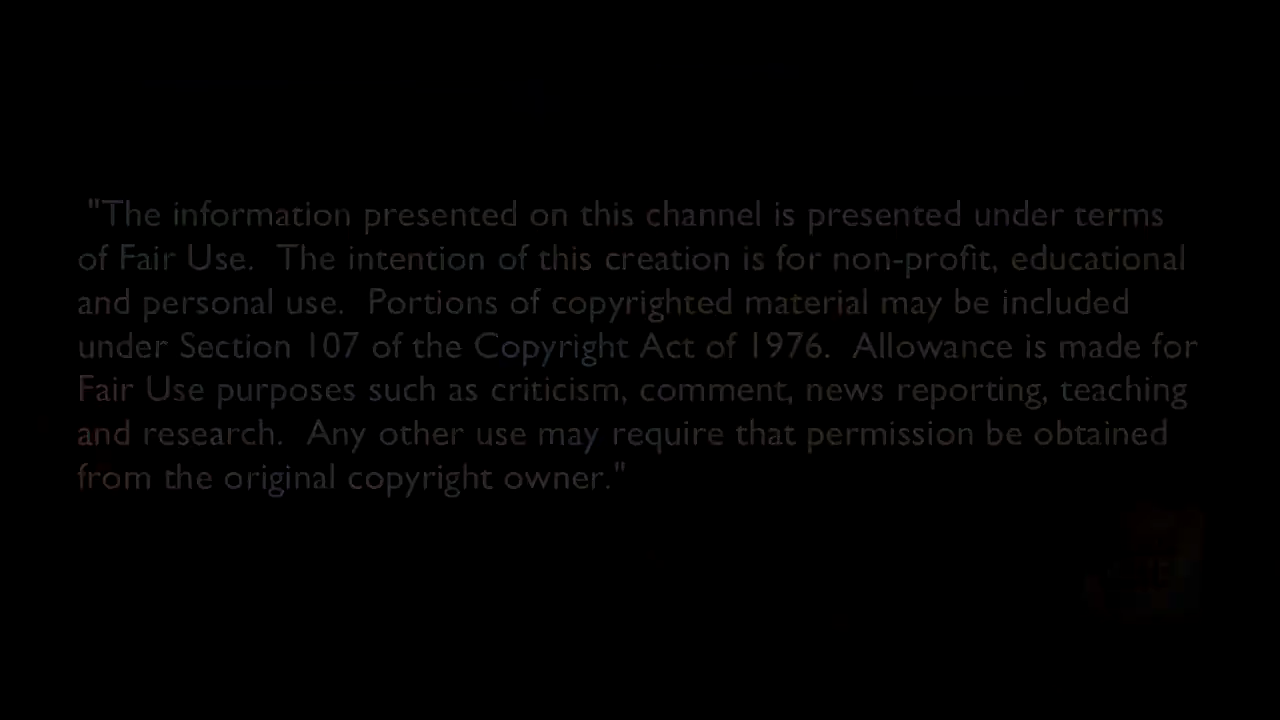 "The information presented on this channel is presented under terms
of Fair Use.  The intention of this creation is for non-profit, educational
and personal use.  Portions of copyrighted material may be included
under Section 107 of the Copyright Act of 1976.  Allowance is made for
Fair Use purposes such as criticism, comment, news reporting, teaching
and research.  Any other use may require that permission be obtained
from the original copyright owner."